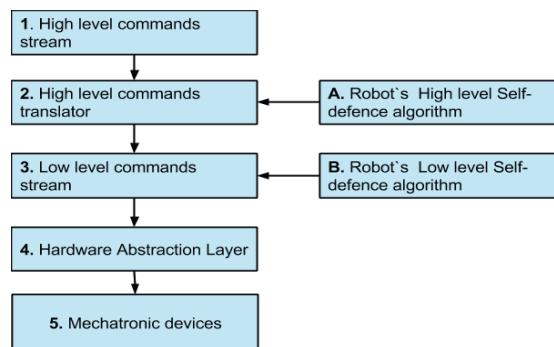 1. High level commands
stream
2. High level commands
translator
A. Robot`s High level Self-
defence algorithm
3. Low level commands
stream
B. Robot`s Low level Self-
defence algorithm
4. Hardware Abstraction Layer
5. Mechatronic devices